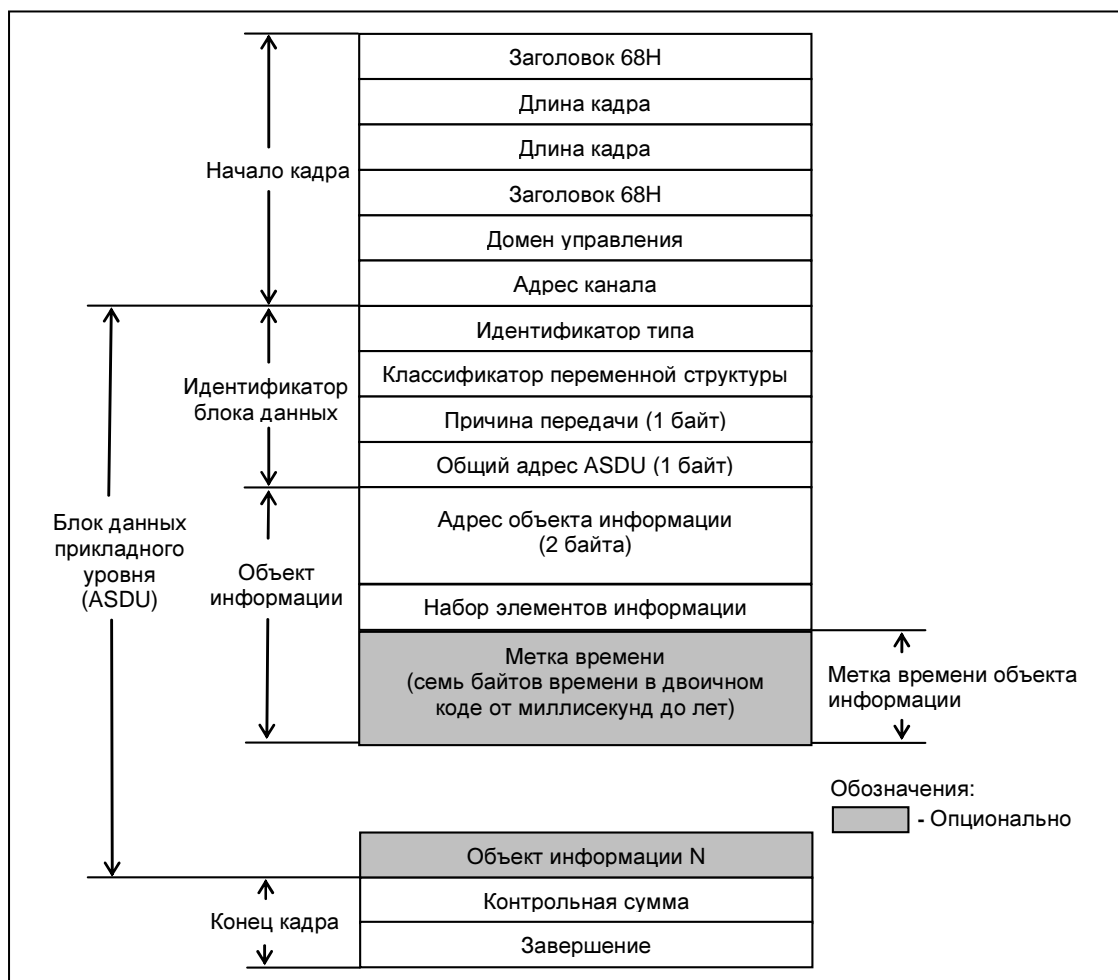 Заголовок 68Н
Длина кадра
Длина кадра
Заголовок 68Н
Домен управления
Адрес канала
Начало кадра
Идентификатор типа
Классификатор переменной структуры
Причина передачи (1 байт)
Общий адрес ASDU (1 байт)
Идентификатор
блока данных
Адрес объекта информации
(2 байта)
Набор элементов информации
Метка времени
(семь байтов времени в двоичном
коде от миллисекунд до лет)
Объект
информации
Метка времени объекта
информации
Блок данных
прикладного
уровня
(ASDU)
Обозначения:
- Опционально
Объект информации N
Контрольная сумма
Завершение
Конец кадра